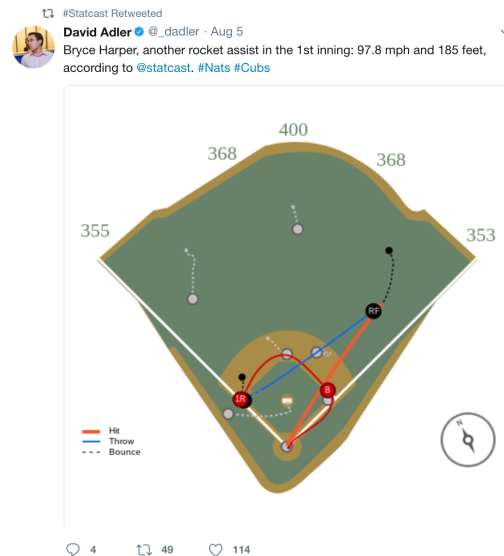 #Statcast Retweeted
David Adler @_dadler · Aug 5
Bryce Harper, another rocket assist in the 1st inning: 97.8 mph and 185 feet,
according to @statcast. #Nats #Cubs
400
368
368
355
353
RF
1R
B
Hit
Throw
Bounce
N
4
49
114